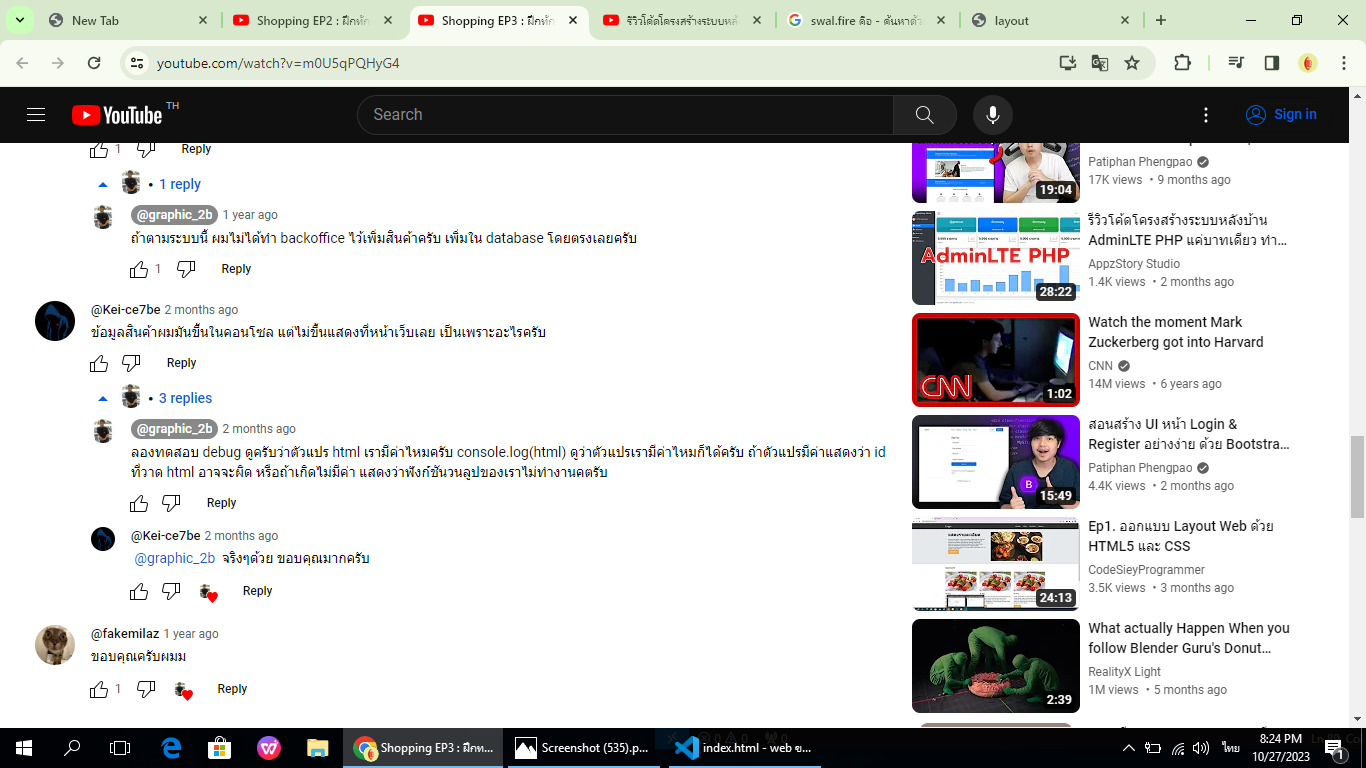 New Tab
Shopping EP2 : ฝึกทัก
Shopping EP3 : ฝึกทัก
รีวิวโค้ดโครงสร้างระบบหลั
swal.fire คือ - ค้นหาด้ว
layout
youtube.com/watch?v=m0U5qPQHyG4
YouTube TH
Search
Sign in
1 Reply
• 1 reply
@graphic_2b 1 year ago
ถ้าตามระบบนี้ ผมไม่ได้ทำ backoffice ไว้เพิ่มสินค้าครับ เพิ่มใน database โดยตรงเลยครับ
1 Reply
@Kei-ce7be 2 months ago
ข้อมูลสินค้าผมมันขึ้นในคอนโซล แต่ไม่ขึ้นแสดงที่หน้าเว็บเลย เป็นเพราะอะไรครับ
Reply
• 3 replies
@graphic_2b 2 months ago
ลองทดสอบ debug ดูครับว่าตัวแปร html เรามีค่าไหมครับ console.log(html) ดูว่าตัวแปรเรามีค่าไหมก็ได้ครับ ถ้าตัวแปรมีค่าแสดงว่า id
ที่วาด html อาจจะผิด หรือถ้าเกิดไม่มีค่า แสดงว่าฟังก์ชั่นวนลูปของเราไม่ทำงานคตรับ
Reply
@Kei-ce7be 2 months ago
@graphic_2b จริงๆด้วย ขอบคุณมากครับ
Reply
@fakemilaz 1 year ago
ขอบคุณครับผมม
1 Reply
19:04
Patiphan Phengpao
17K views • 9 months ago
AdminLTE PHP
28:22
รีวิวโค้ดโครงสร้างระบบหลังบ้าน
AdminLTE PHP แค่บาทเดียว ทำ...
AppzStory Studio
1.4K views • 2 months ago
CNN
1:02
Watch the moment Mark
Zuckerberg got into Harvard
CNN
14M views • 6 years ago
B
15:49
สอนสร้าง UI หน้า Login &
Register อย่างง่าย ด้วย Bootstra...
Patiphan Phengpao
4.4K views • 2 months ago
24:13
Ep1. ออกแบบ Layout Web ด้วย
HTML5 และ CSS
CodeSieyProgrammer
3.5K views • 3 months ago
2:39
What actually Happen When you
follow Blender Guru's Donut...
RealityX Light
1M views • 5 months ago
Shopping EP3 : ฝึกท...
Screenshot (535).p...
index.html - web ข...
ไทย
8:24 PM
10/27/2023
1